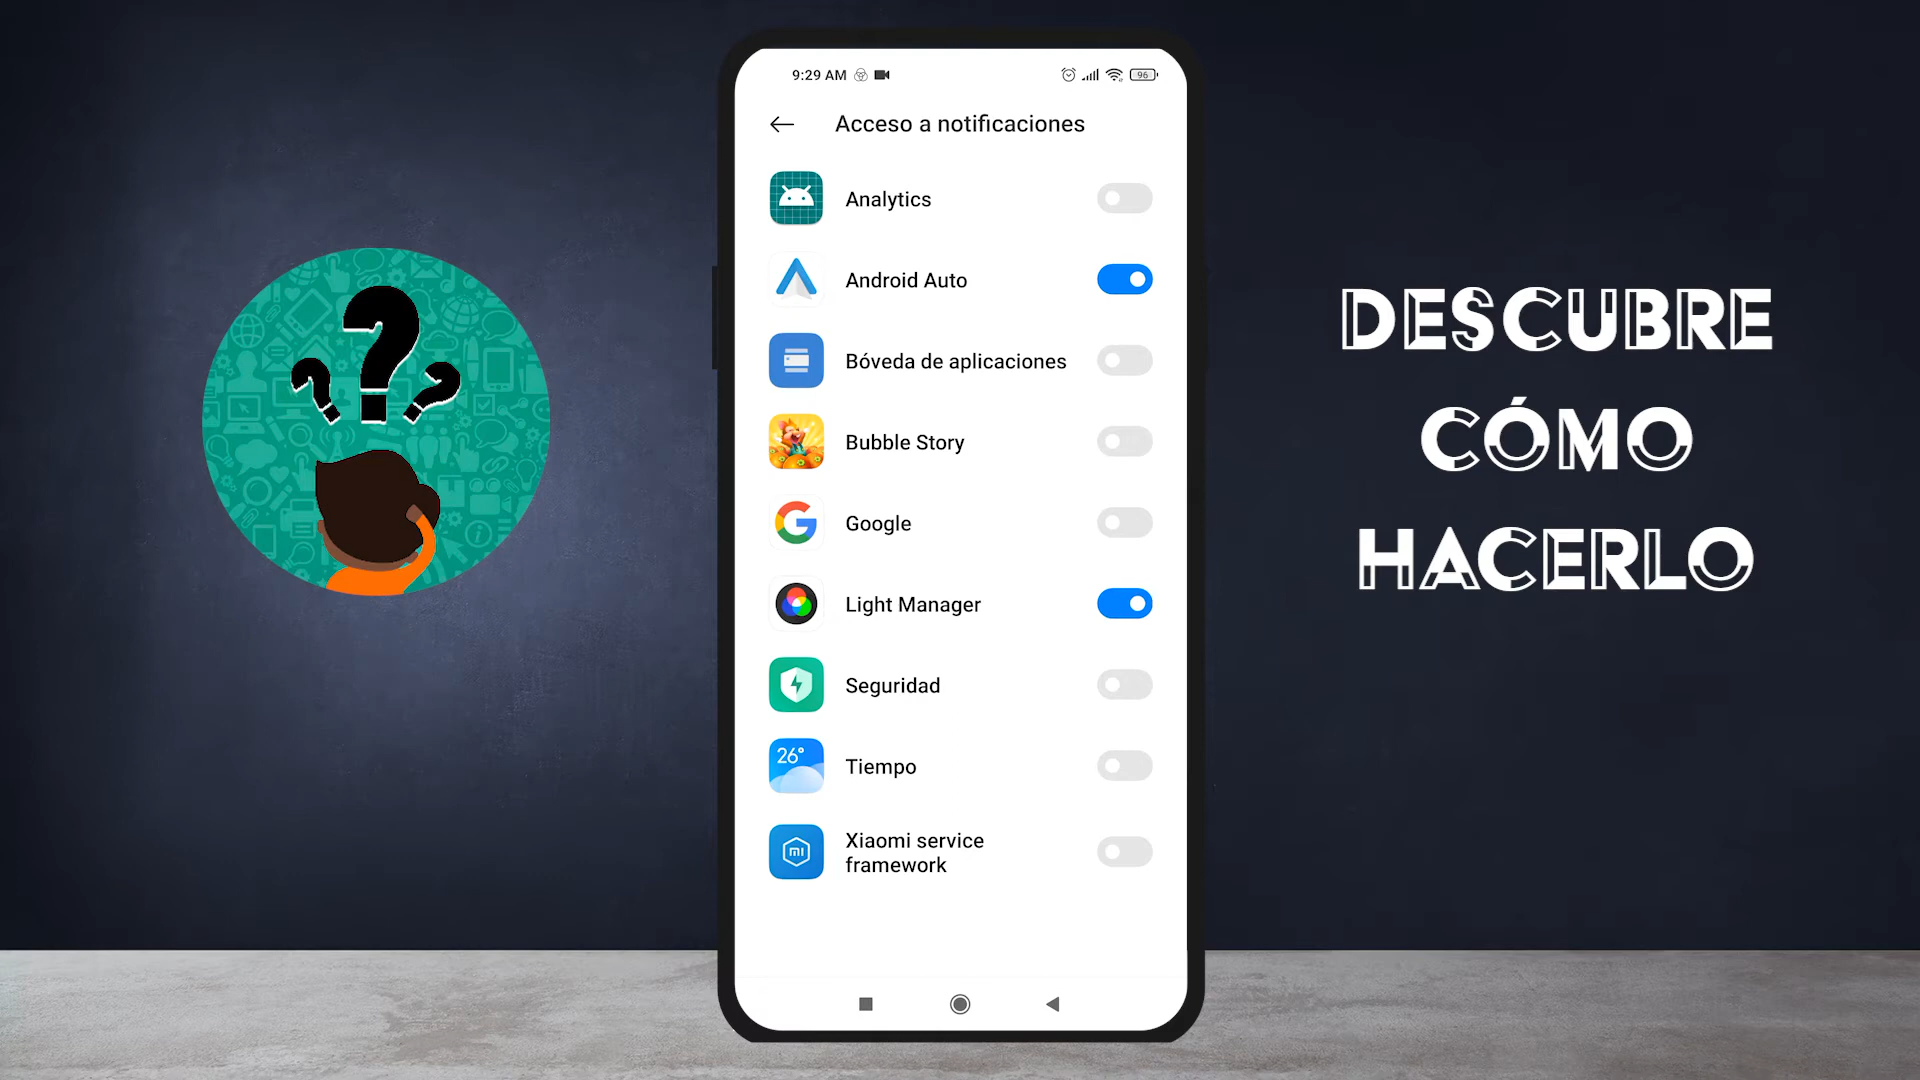 9:29 AM
96
Acceso a notificaciones
Analytics
Android Auto
Bóveda de aplicaciones
Bubble Story
Google
Light Manager
Seguridad
26°
Tiempo
Xiaomi service
framework
DESCUBRE
CÓMO
HACERLO